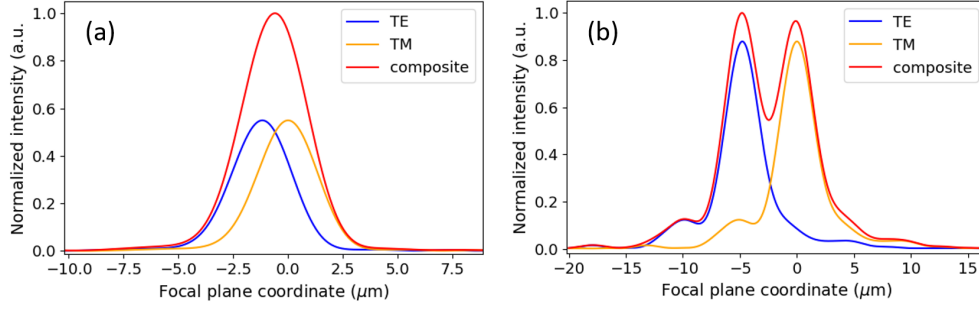 (a)
TE
TM
composite
Normalized intensity (a.u.)
1.0
0.8
0.6
0.4
0.2
0.0
−10.0 −7.5 −5.0 −2.5 0.0 2.5 5.0 7.5
Focal plane coordinate (μm)
(b)
TE
TM
composite
Normalized intensity (a.u.)
1.0
0.8
0.6
0.4
0.2
0.0
−20 −15 −10 −5 0 5 10 15
Focal plane coordinate (μm)